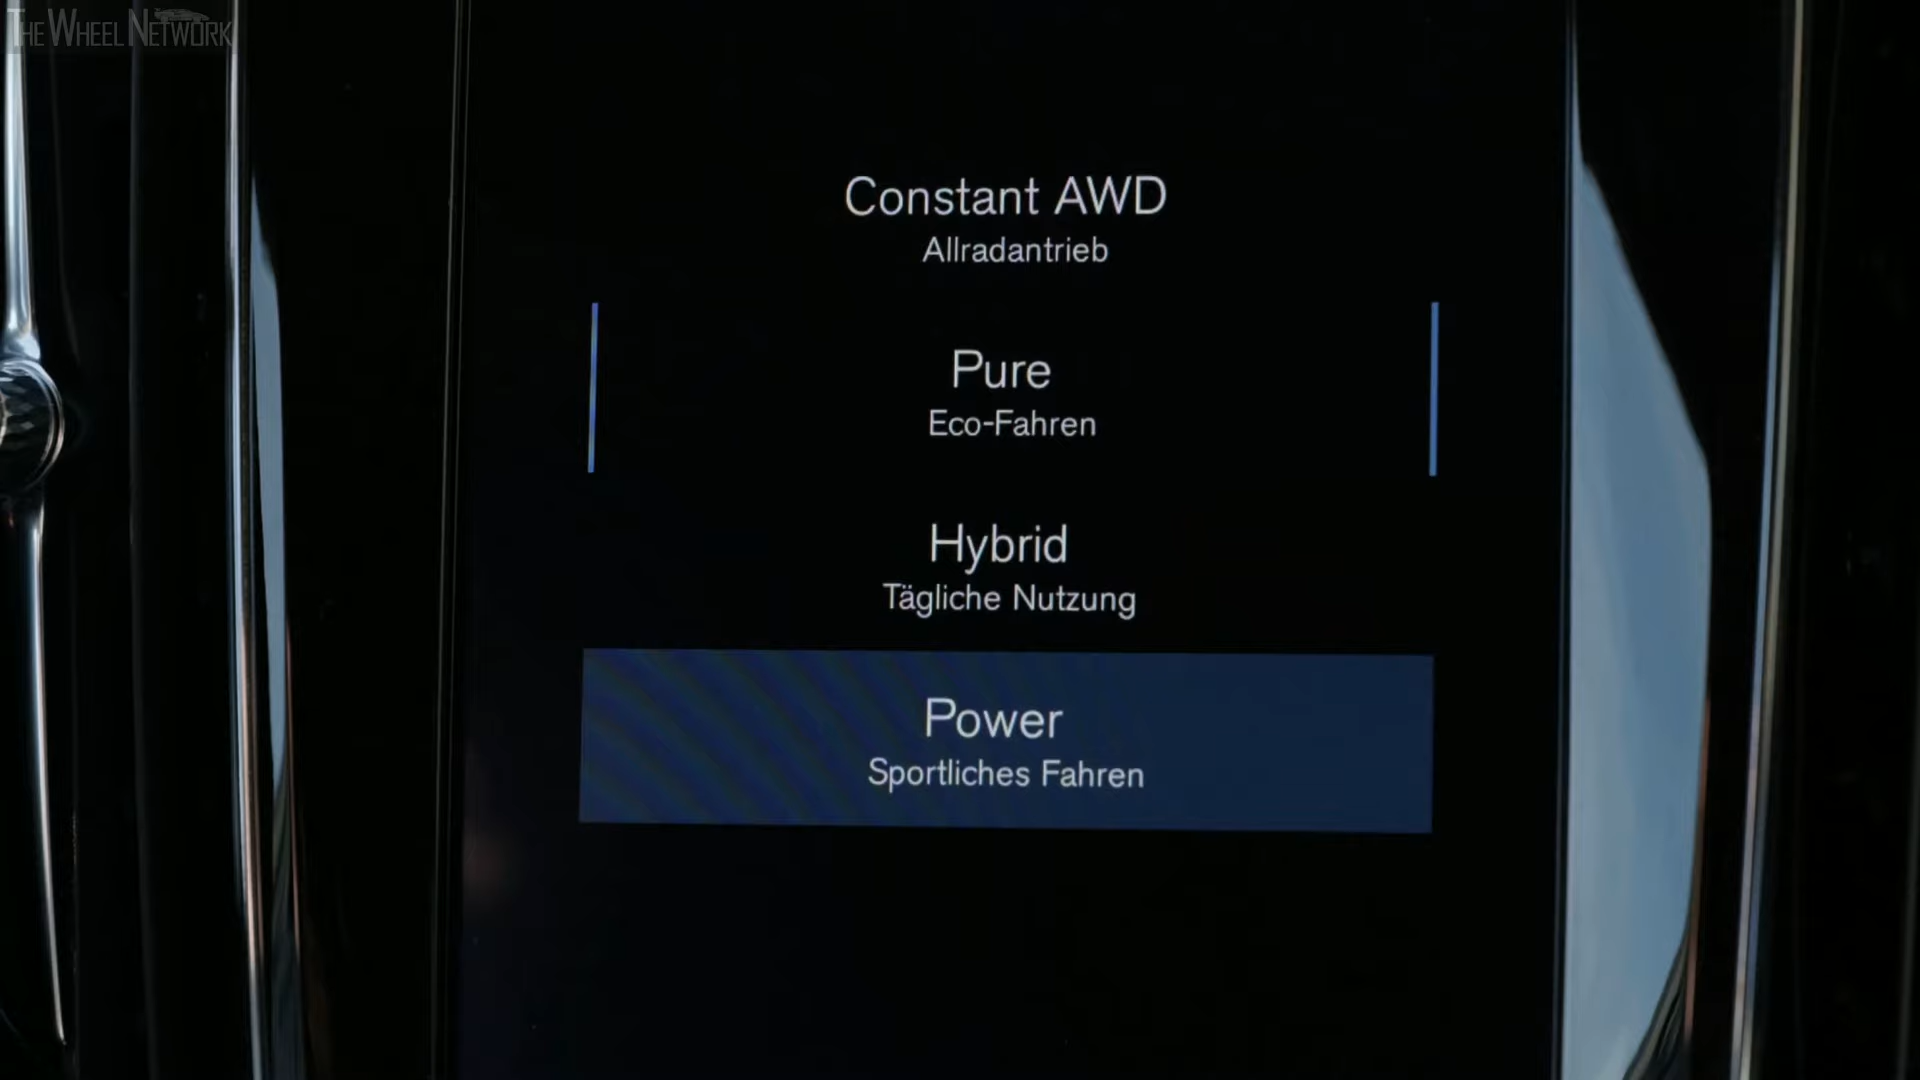 THE WHEEL NETWORK
Constant AWD
Allradantrieb
Pure
Eco-Fahren
Hybrid
Tägliche Nutzung
Power
Sportliches Fahren